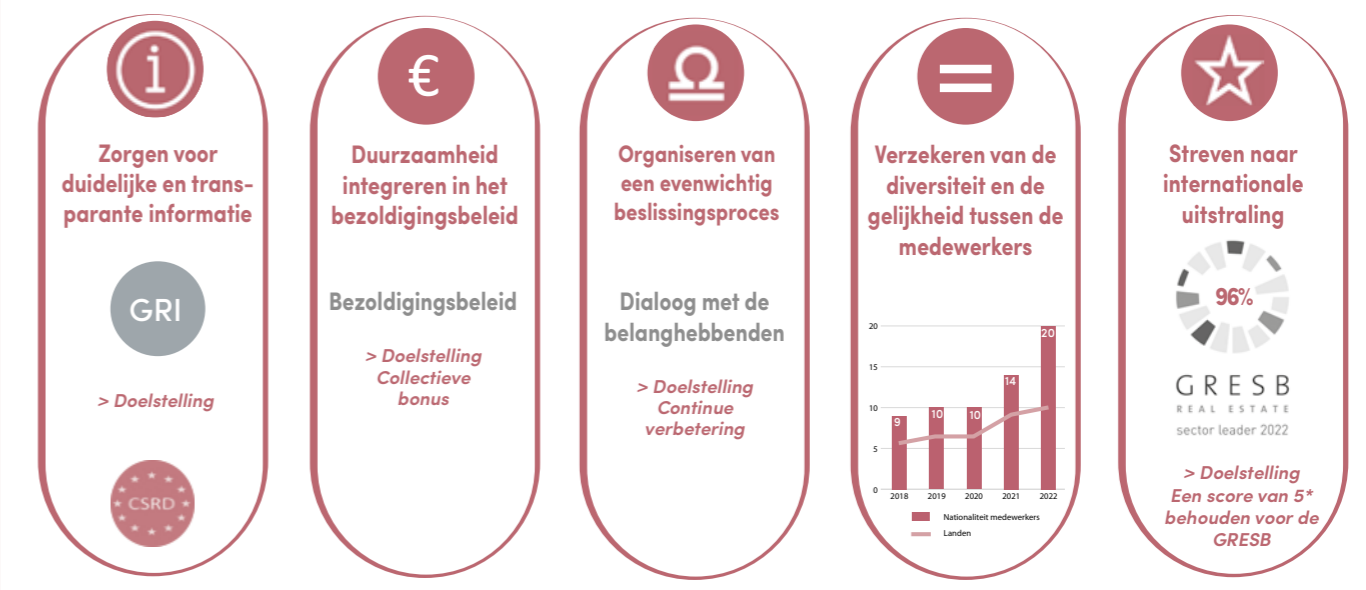 i
Zorgen voor
duidelijke en trans-
parante informatie
GRI
> Doelstelling
CSRD
€
Duurzaamheid
integreren in het
bezoldigingsbeleid
Bezoldigingsbeleid
> Doelstelling
Collectieve
bonus
Organiseren van
een evenwichtig
beslissingsproces
Dialoog met de
belanghebbenden
> Doelstelling
Continue
verbetering
=
Verzekeren van de
diversiteit en de
gelijkheid tussen de
medewerkers
20
15
10
5
0
9
10
10
14
20
2018 2019 2020 2021 2022
Nationaliteit medewerkers
Landen
Streven naar
internationale
uitstraling
96%
GRESB
REAL ESTATE
sector leader 2022
> Doelstelling
Een score van 5*
behouden voor de
GRESB